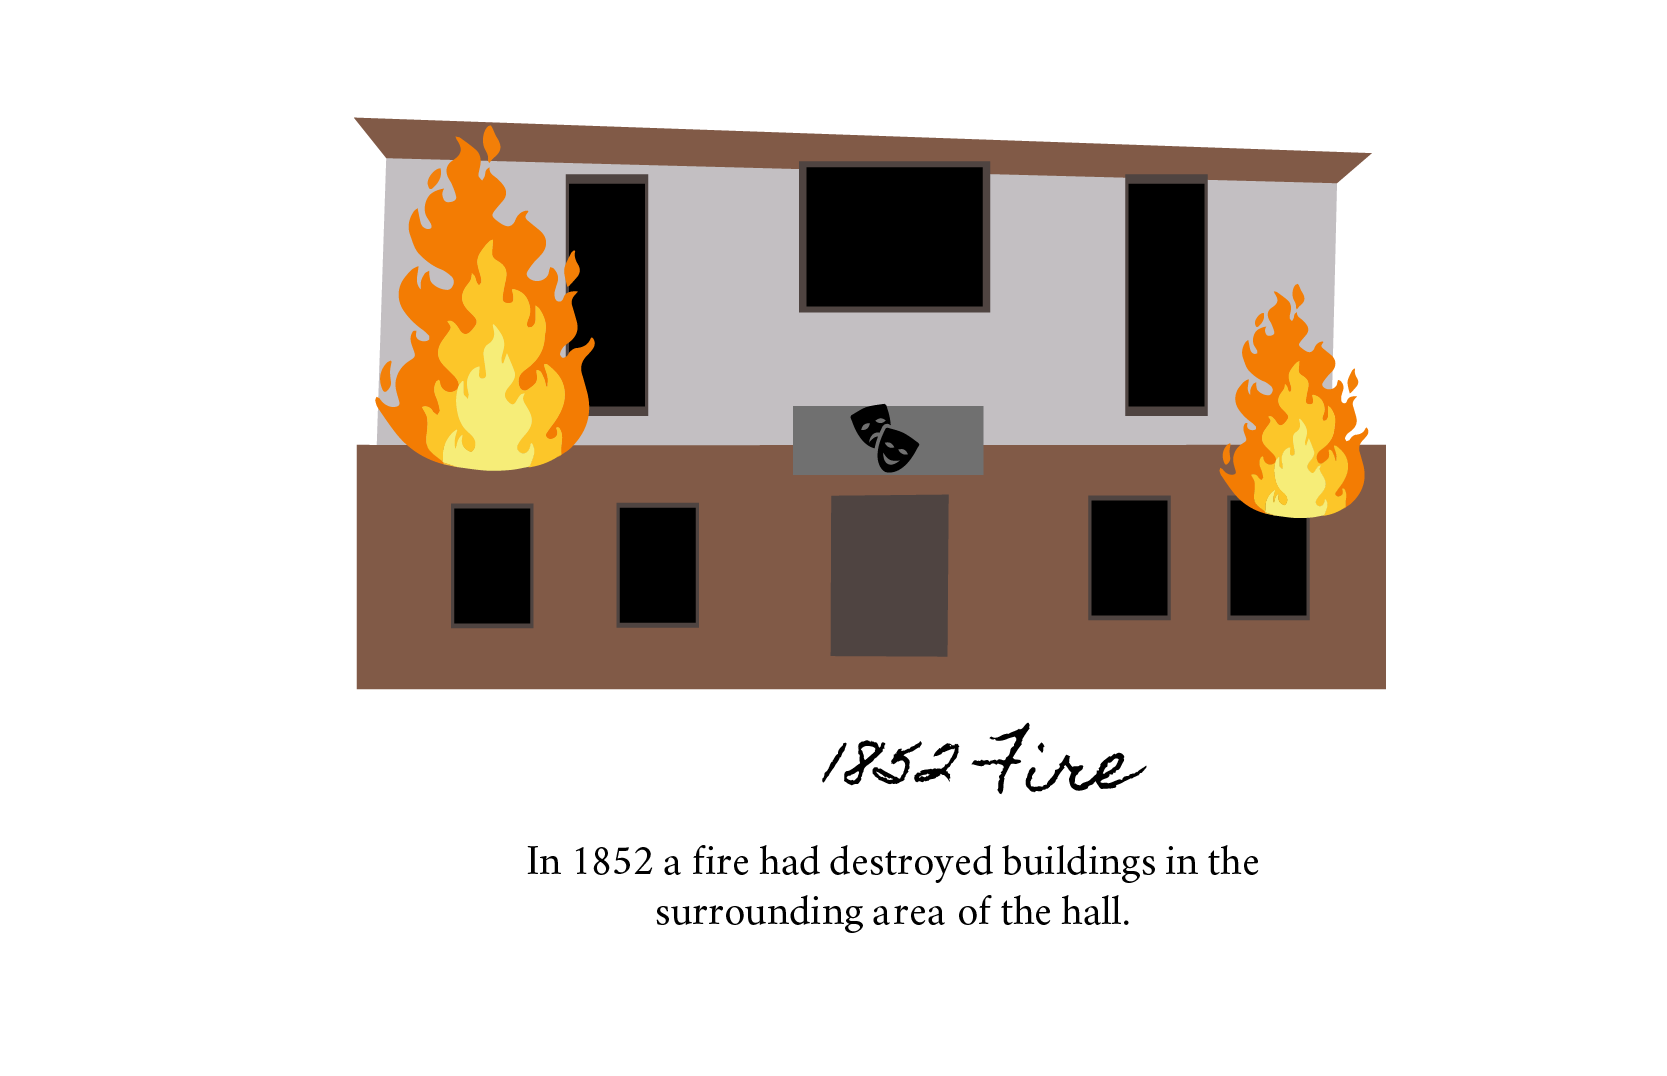 1852 Fire
In 1852 a fire had destroyed buildings in the
surrounding area of the hall.